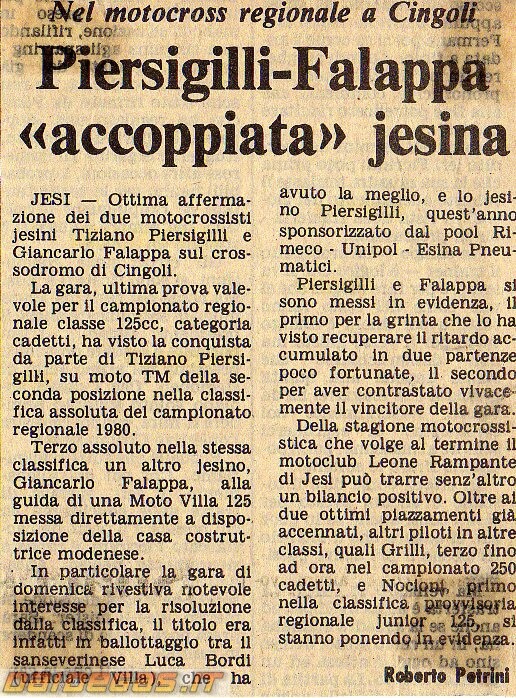 Nel motocross regionale a Cingoli
Piersigilli-Falappa
«accoppiata» jesina
JESI — Ottima afferma-
zione dei due motocrossisti
jesini Tiziano Piersigilli e
Giancarlo Falappa sul cros-
sodromo di Cingoli.
La gara, ultima prova vale-
vole per il campionato regio-
nale classe 125cc, categoria
cadetti, ha visto la conquista
da parte di Tiziano Piersi-
gilli, su moto TM della se-
conda posizione nella classi-
fica assoluta del campionato
regionale 1980.
Terzo assoluto nella stessa
classifica un altro jesino,
Giancarlo Falappa, alla
guida di una Moto Villa 125
messa direttamente a dispo-
sizione della casa costrut-
trice modenese.
In particolare la gara di
domenica rivestiva notevole
interesse per la risoluzione
dalla classifica, il titolo era
infatti in ballottaggio tra il
sanseverinese Luca Bordi
(ufficiale Villa), che ha
avuto la meglio, e lo jesi-
no Piersigilli, quest'anno
sponsorizzato dal pool Ri-
meco - Unipol - Esina Pneu-
matici.
Piersigilli e Falappa si
sono messi in evidenza, il
primo per la grinta che lo ha
visto recuperare il ritardo ac-
cumulato in due partenze
poco fortunate, il secondo
per aver contrastato vivace-
mente il vincitore della gara.
Della stagione motocrossi-
stica che volge al termine il
motoclub Leone Rampante
di Jesi può trarre senz'altro
un bilancio positivo. Oltre ai
due ottimi piazzamenti già
accennati, altri piloti in altre
classi, quali Grilli, terzo fino
ad ora nel campionato 250
cadetti, e Nocioni primo
nella classifica provvisoria
regionale junior 125, si
stanno ponendo in evidenza.
Roberto Petrini